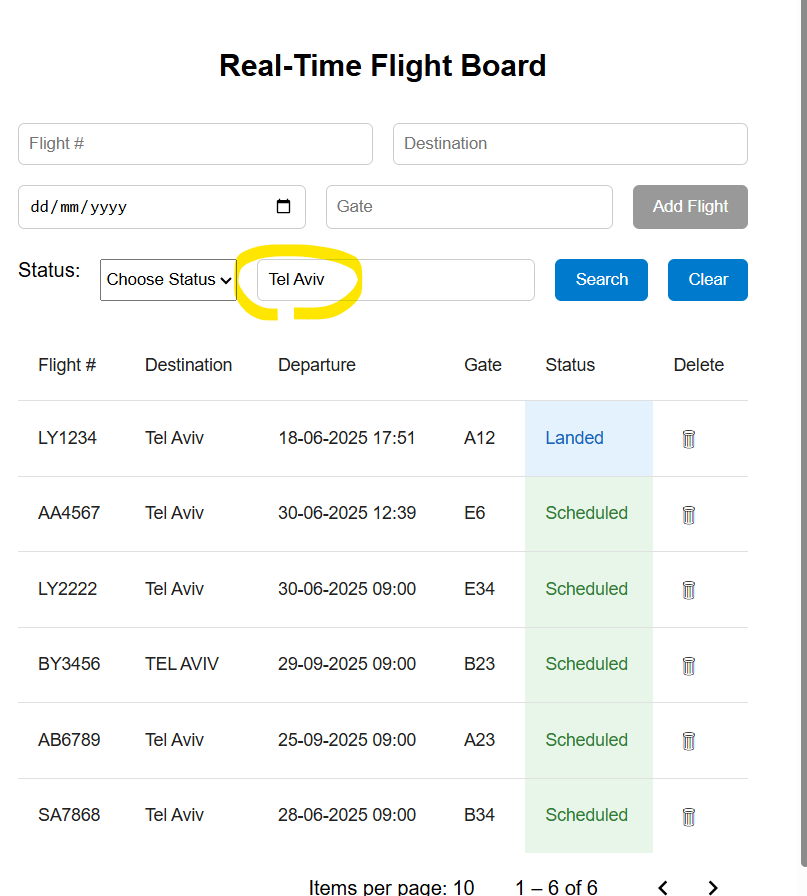 Real-Time Flight Board
Flight # Destination
dd/mm/yyyy Gate Add Flight
Status: Choose Status Tel Aviv Search Clear
Flight # Destination Departure Gate Status Delete
LY1234 Tel Aviv 18-06-2025 17:51 A12 Landed
AA4567 Tel Aviv 30-06-2025 12:39 E6 Scheduled
LY2222 Tel Aviv 30-06-2025 09:00 E34 Scheduled
BY3456 TEL AVIV 29-09-2025 09:00 B23 Scheduled
AB6789 Tel Aviv 25-09-2025 09:00 A23 Scheduled
SA7868 Tel Aviv 28-06-2025 09:00 B34 Scheduled
Items per page: 10 1 – 6 of 6